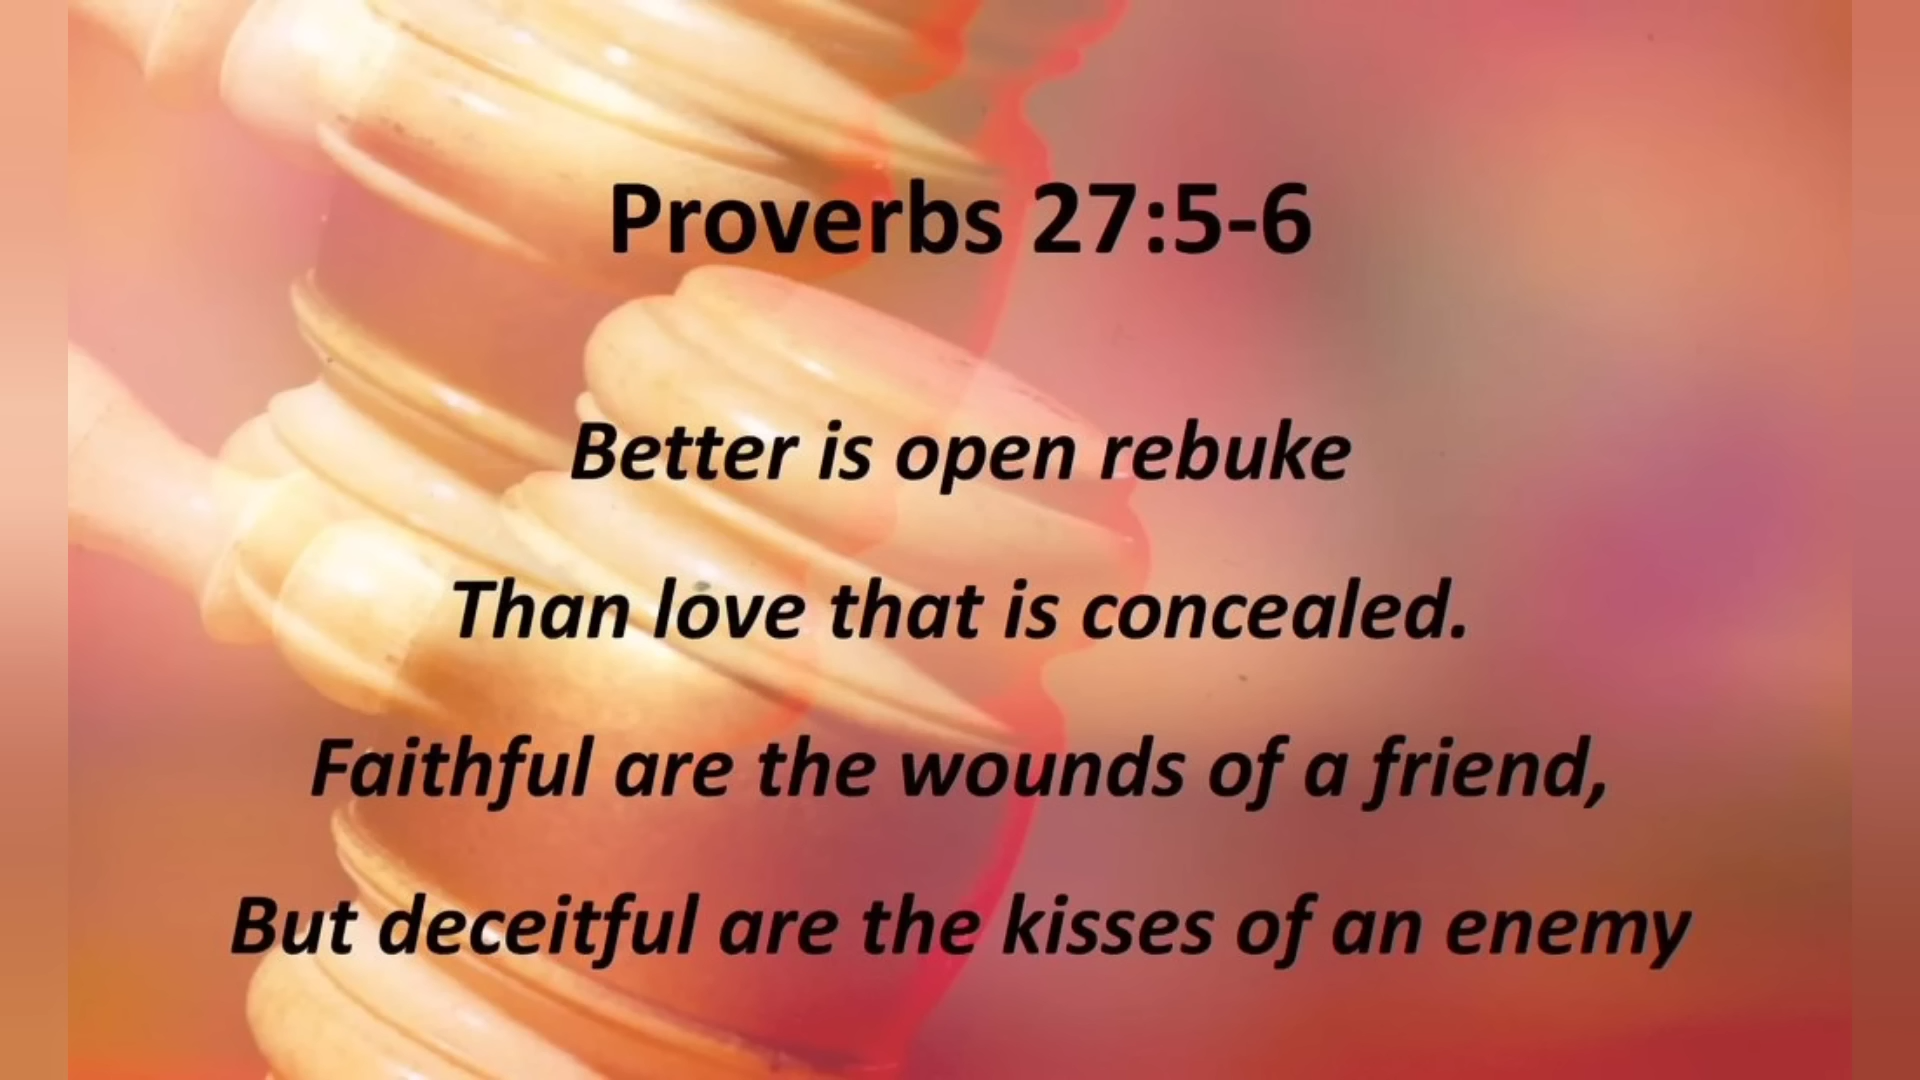 Proverbs 27:5-6
Better is open rebuke
Than love that is concealed.
Faithful are the wounds of a friend,
But deceitful are the kisses of an enemy